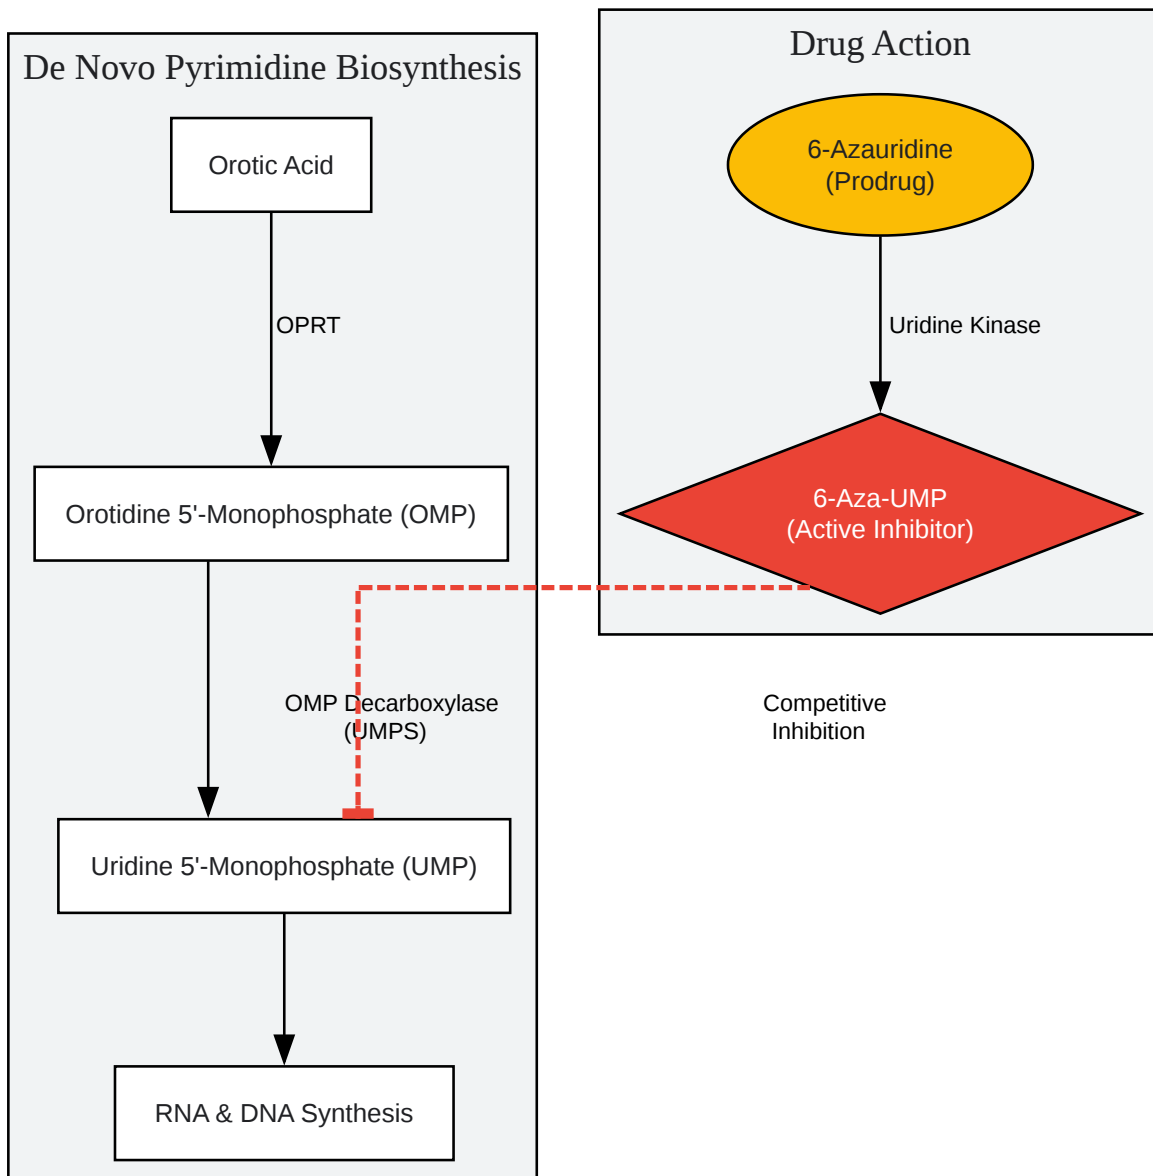 De Novo Pyrimidine Biosynthesis
Orotic Acid
OPRT
Orotidine 5'-Monophosphate (OMP)
OMP Decarboxylase
(UMPS)
Uridine 5'-Monophosphate (UMP)
RNA & DNA Synthesis
Drug Action
6-Azauridine
(Prodrug)
Uridine Kinase
6-Aza-UMP
(Active Inhibitor)
Competitive
Inhibition